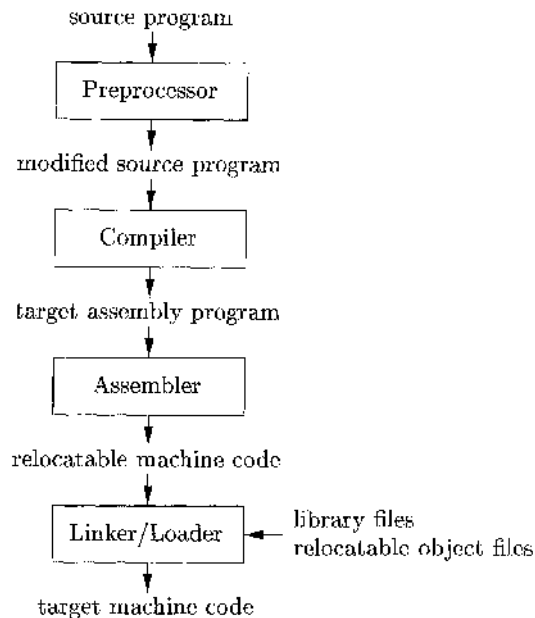 source program
Preprocessor
modified source program
Compiler
target assembly program
Assembler
relocatable machine code
Linker/Loader
library files
relocatable object files
target machine code